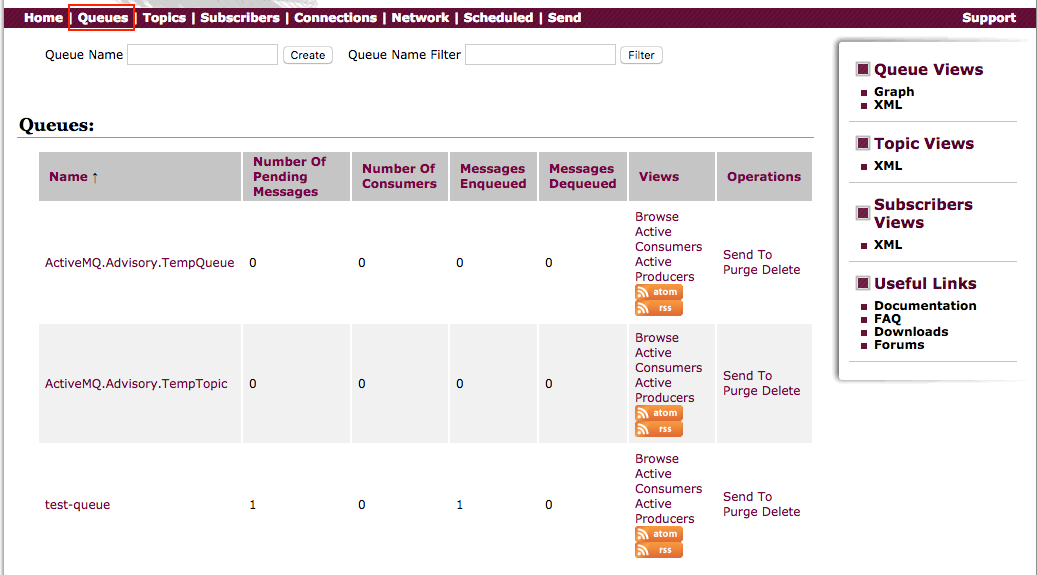 Home | Queues | Topics | Subscribers | Connections | Network | Scheduled | Send Support
Queue Name Create Queue Name Filter Filter
Queues:
Name ↑ Number Of Pending Messages Number Of Consumers Messages Enqueued Messages Dequeued Views Operations
ActiveMQ.Advisory.TempQueue 0 0 0 0
Browse
Active
Consumers
Active
Producers
atom
rss
Send To
Purge Delete
ActiveMQ.Advisory.TempTopic 0 0 0 0
Browse
Active
Consumers
Active
Producers
atom
rss
Send To
Purge Delete
test-queue 1 0 1 0
Browse
Active
Consumers
Active
Producers
atom
rss
Send To
Purge Delete
Queue Views
Graph
XML
Topic Views
XML
Subscribers
Views
XML
Useful Links
Documentation
FAQ
Downloads
Forums